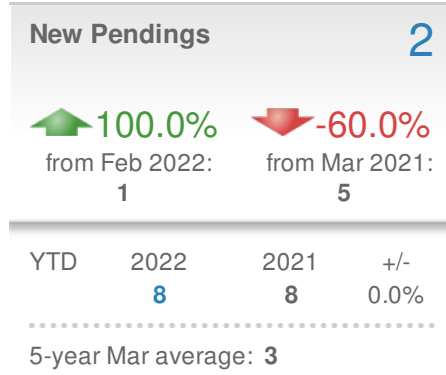 New Pendings 2
100.0% -60.0%
from Feb 2022: from Mar 2021:
1 5
YTD 2022 2021 +/-
8 8 0.0%
5-year Mar average: 3